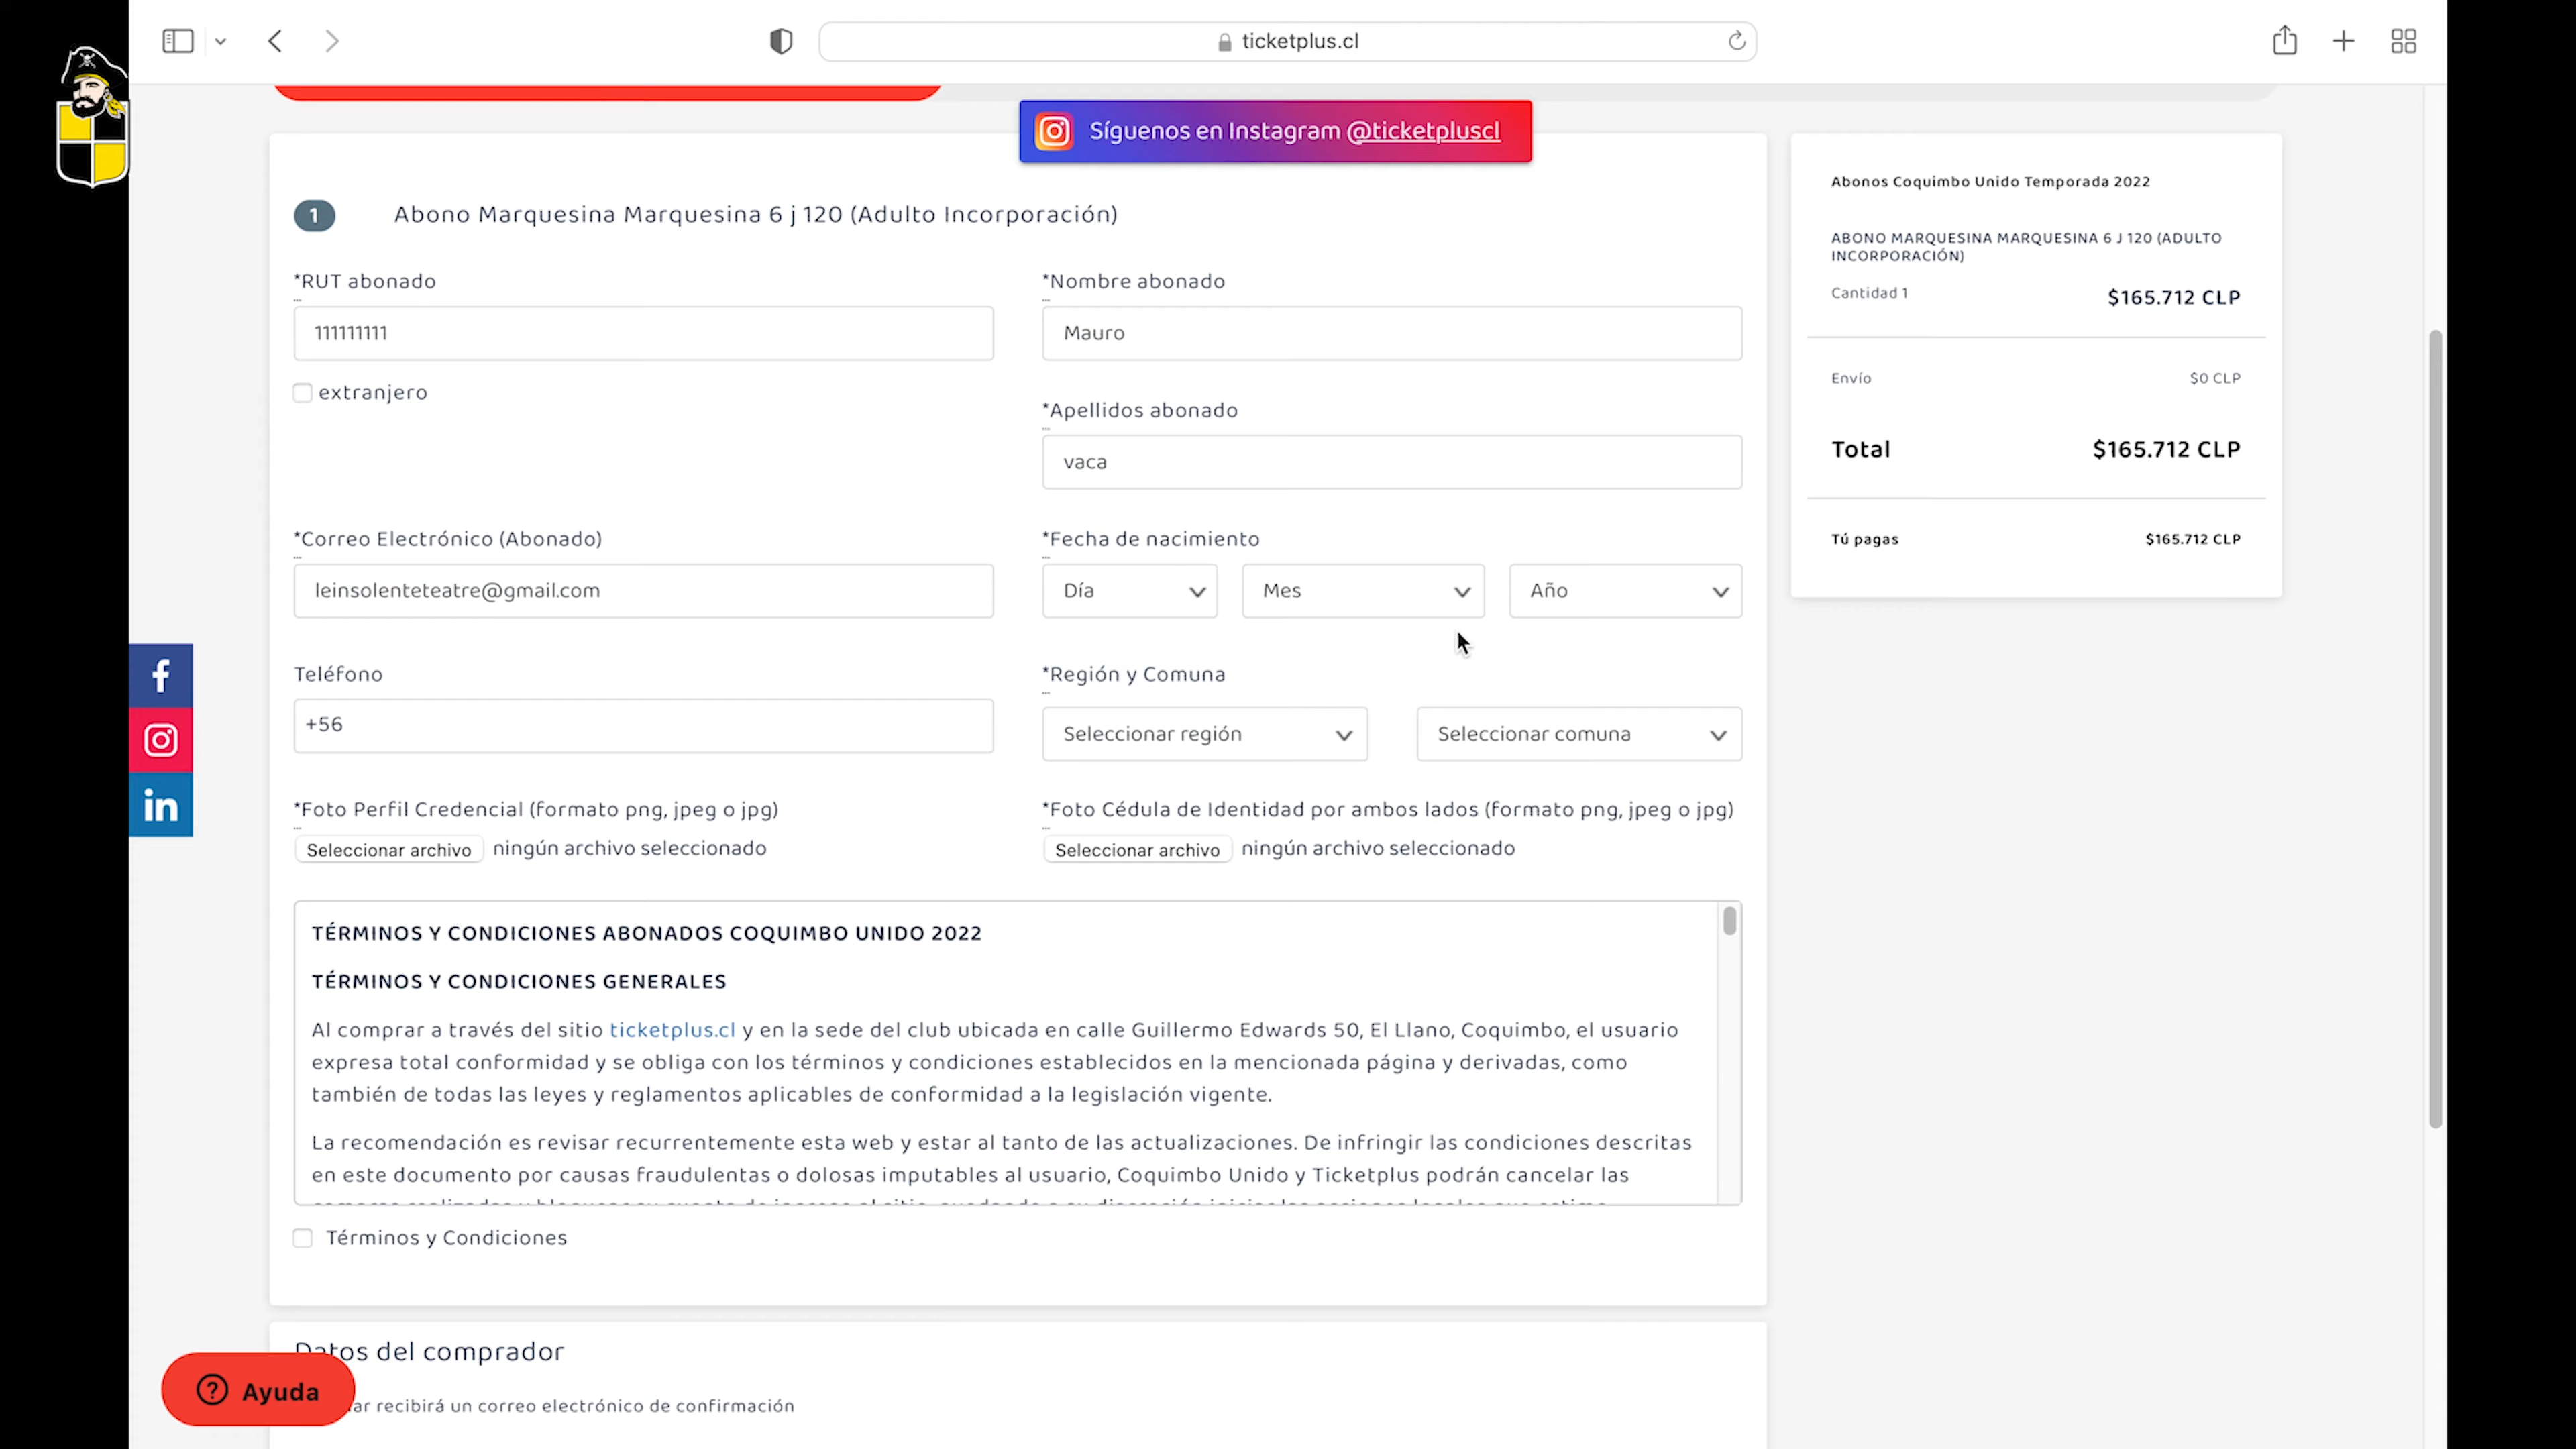 ticketplus.cl
Síguenos en Instagram @ticketpluscl
1
Abono Marquesina Marquesina 6 j 120 (Adulto Incorporación)
*RUT abonado
*Nombre abonado
111111111
Mauro
extranjero
*Apellidos abonado
vaca
*Correo Electrónico (Abonado)
*Fecha de nacimiento
leinsolenteteatre@gmail.com
Día
Mes
Año
Teléfono
*Región y Comuna
+56
Seleccionar región
Seleccionar comuna
*Foto Perfil Credencial (formato png, jpeg o jpg)
*Foto Cédula de Identidad por ambos lados (formato png, jpeg o jpg)
Seleccionar archivo ningún archivo seleccionado
Seleccionar archivo ningún archivo seleccionado
TÉRMINOS Y CONDICIONES ABONADOS COQUIMBO UNIDO 2022
TÉRMINOS Y CONDICIONES GENERALES
Al comprar a través del sitio ticketplus.cl y en la sede del club ubicada en calle Guillermo Edwards 50, El Llano, Coquimbo, el usuario
expresa total conformidad y se obliga con los términos y condiciones establecidos en la mencionada página y derivadas, como
también de todas las leyes y reglamentos aplicables de conformidad a la legislación vigente.
La recomendación es revisar recurrentemente esta web y estar al tanto de las actualizaciones. De infringir las condiciones descritas
en este documento por causas fraudulentas o dolosas imputables al usuario, Coquimbo Unido y Ticketplus podrán cancelar las
Términos y Condiciones
Datos del comprador
recibirá un correo electrónico de confirmación
Ayuda
Abonos Coquimbo Unido Temporada 2022
ABONO MARQUESINA MARQUESINA 6 J 120 (ADULTO
INCORPORACIÓN)
Cantidad 1
$165.712 CLP
Envío
$0 CLP
Total
$165.712 CLP
Tú pagas
$165.712 CLP
f
in